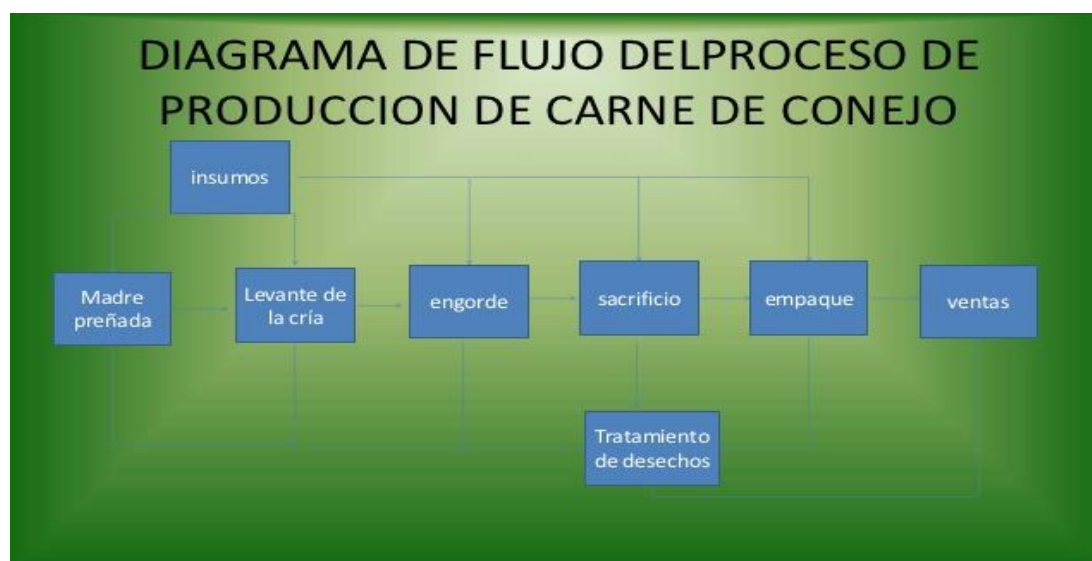 DIAGRAMA DE FLUJO DELPROCESO DE
PRODUCCION DE CARNE DE CONEJO
insumos
Madre
preñada
Levante de
la cría
engorde
sacrificio
empaque
ventas
Tratamiento
de desechos